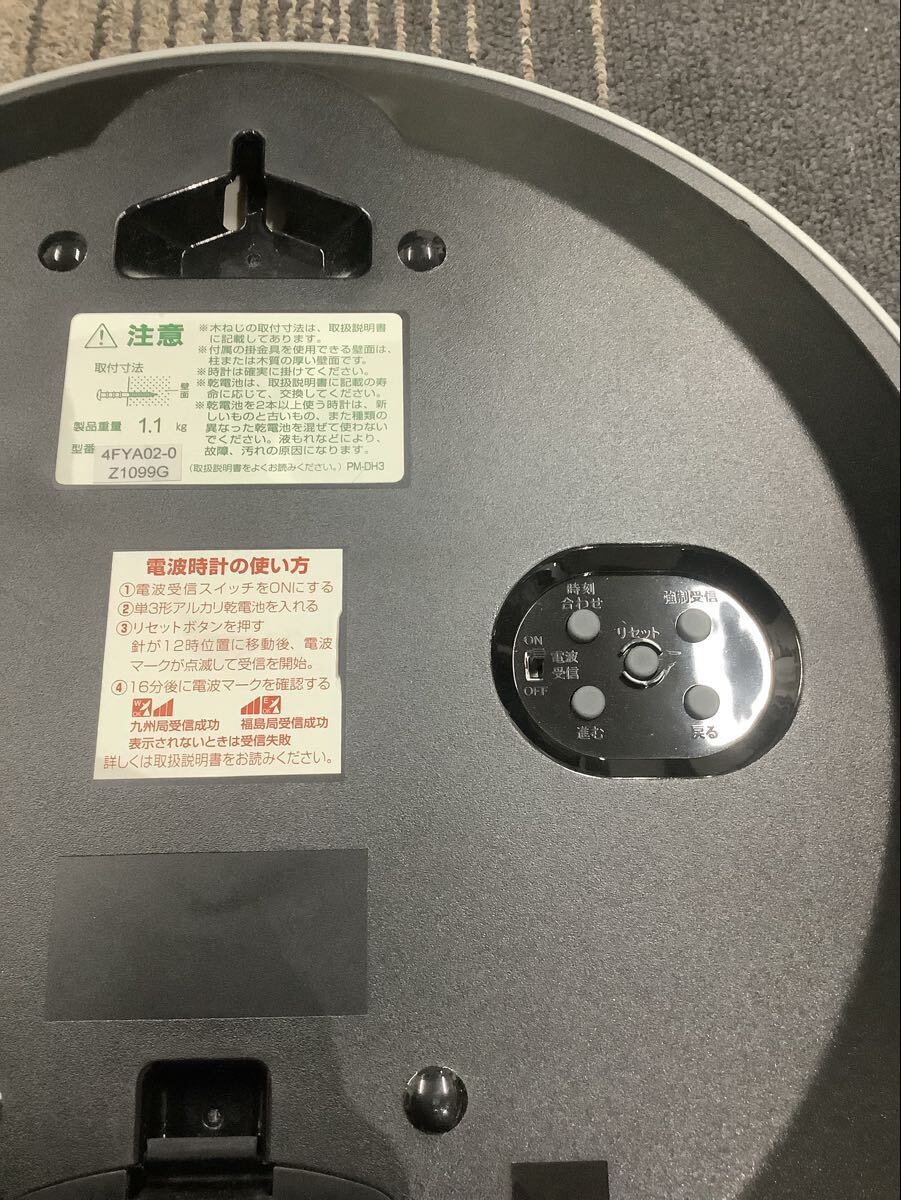 注意
取付寸法
壁面
製品重量 1.1 kg
型番 4FYA02-0
Z1099G
※木ねじの取付寸法は、取扱説明書
に記載してあります。
※付属の掛金具を使用できる壁面は、
柱または木質の厚い壁面です。
※時計は確実に掛けてください。
※乾電池は、取扱説明書に記載の寿
命に応じて、交換してください。
※乾電池を2本以上使う時計は、新
しいものと古いもの、また種類の
異なった乾電池を混ぜて使わない
でください。液もれなどにより、
故障、汚れの原因になります。
(取扱説明書をよくお読みください。) PM-DH3
電波時計の使い方
①電波受信スイッチをONにする
②単3形アルカリ乾電池を入れる
③リセットボタンを押す
針が12時位置に移動後、電波
マークが点滅して受信を開始。
④16分後に電波マークを確認する
九州局受信成功 福島局受信成功
表示されないときは受信失敗
詳しくは取扱説明書をお読みください。
時刻
合わせ
強制受信
リセット
ON
電波
受信
OFF
進む
戻る